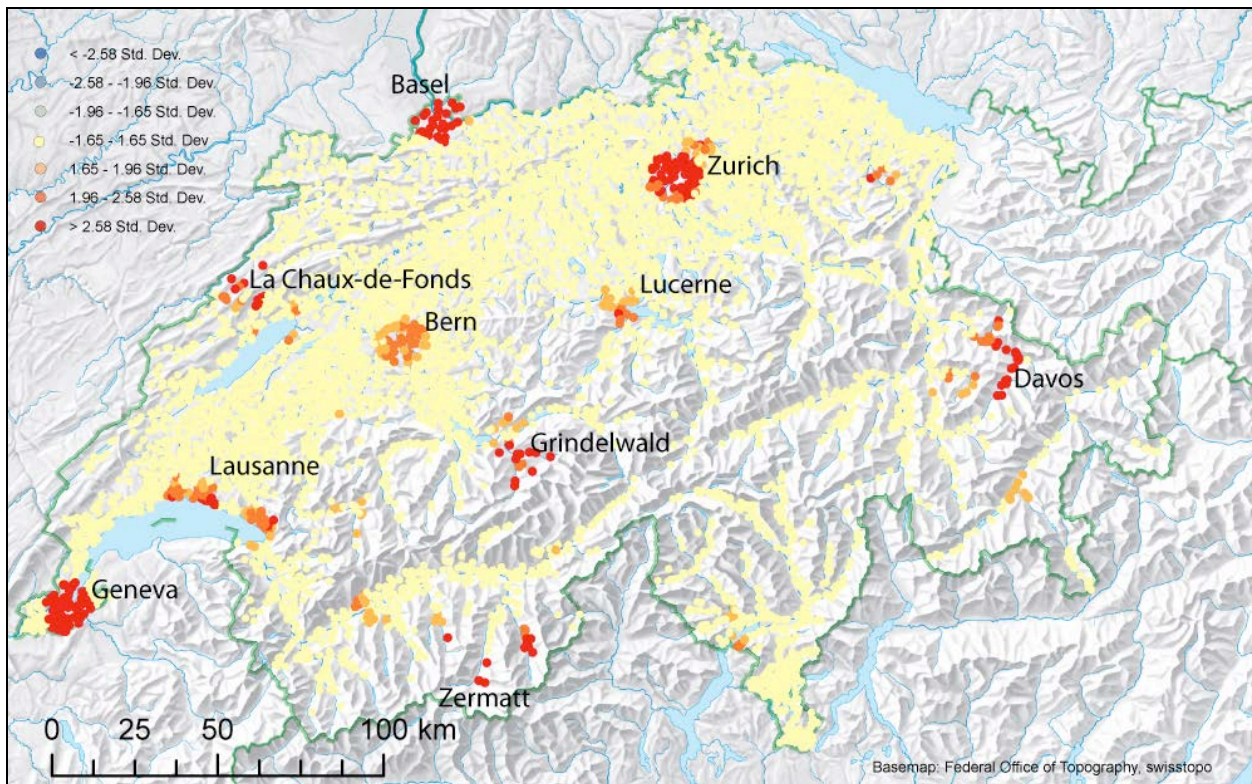 < -2.58 Std. Dev.
-2.58 - -1.96 Std. Dev.
-1.96 - -1.65 Std. Dev.
-1.65 - 1.65 Std. Dev
1.65 - 1.96 Std. Dev.
1.96 - 2.58 Std. Dev.
> 2.58 Std. Dev.
Basel
Zurich
La Chaux-de-Fonds
Lucerne
Bern
Davos
Grindelwald
Lausanne
Geneva
Zermatt
0 25 50 100 km
Basemap: Federal Office of Topography, swisstopo